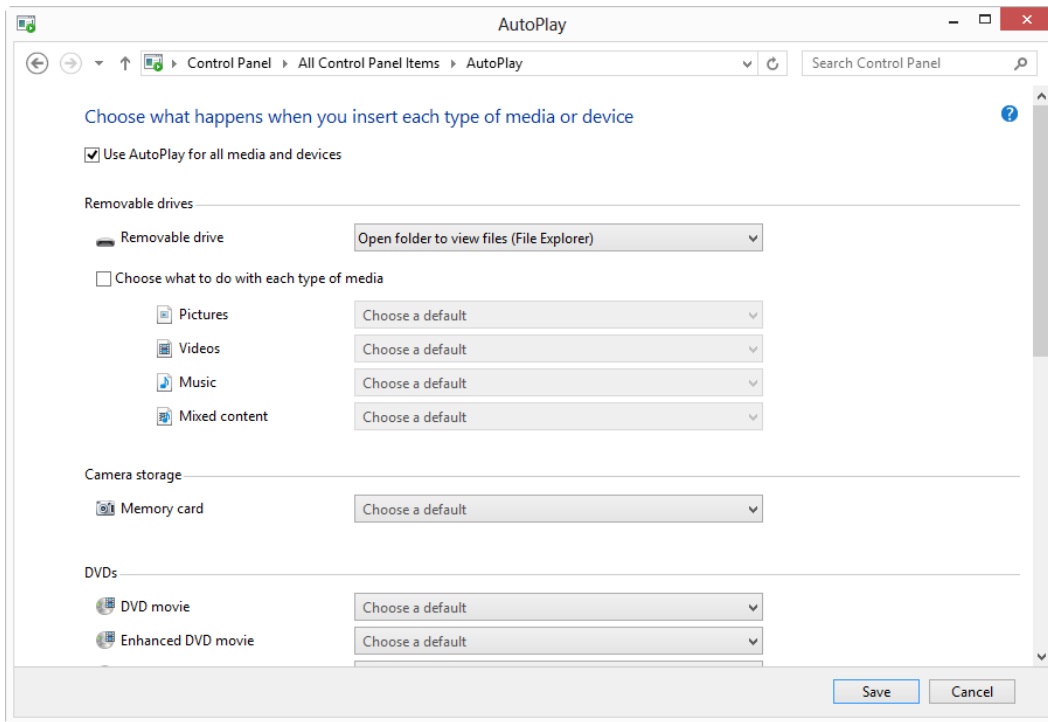 AutoPlay
Control Panel All Control Panel Items AutoPlay Search Control Panel
Choose what happens when you insert each type of media or device
Use AutoPlay for all media and devices
Removable drives
Removable drive Open folder to view files (File Explorer)
Choose what to do with each type of media
Pictures Choose a default
Videos Choose a default
Music Choose a default
Mixed content Choose a default
Camera storage
Memory card Choose a default
DVDs
DVD movie Choose a default
Enhanced DVD movie Choose a default
Save Cancel